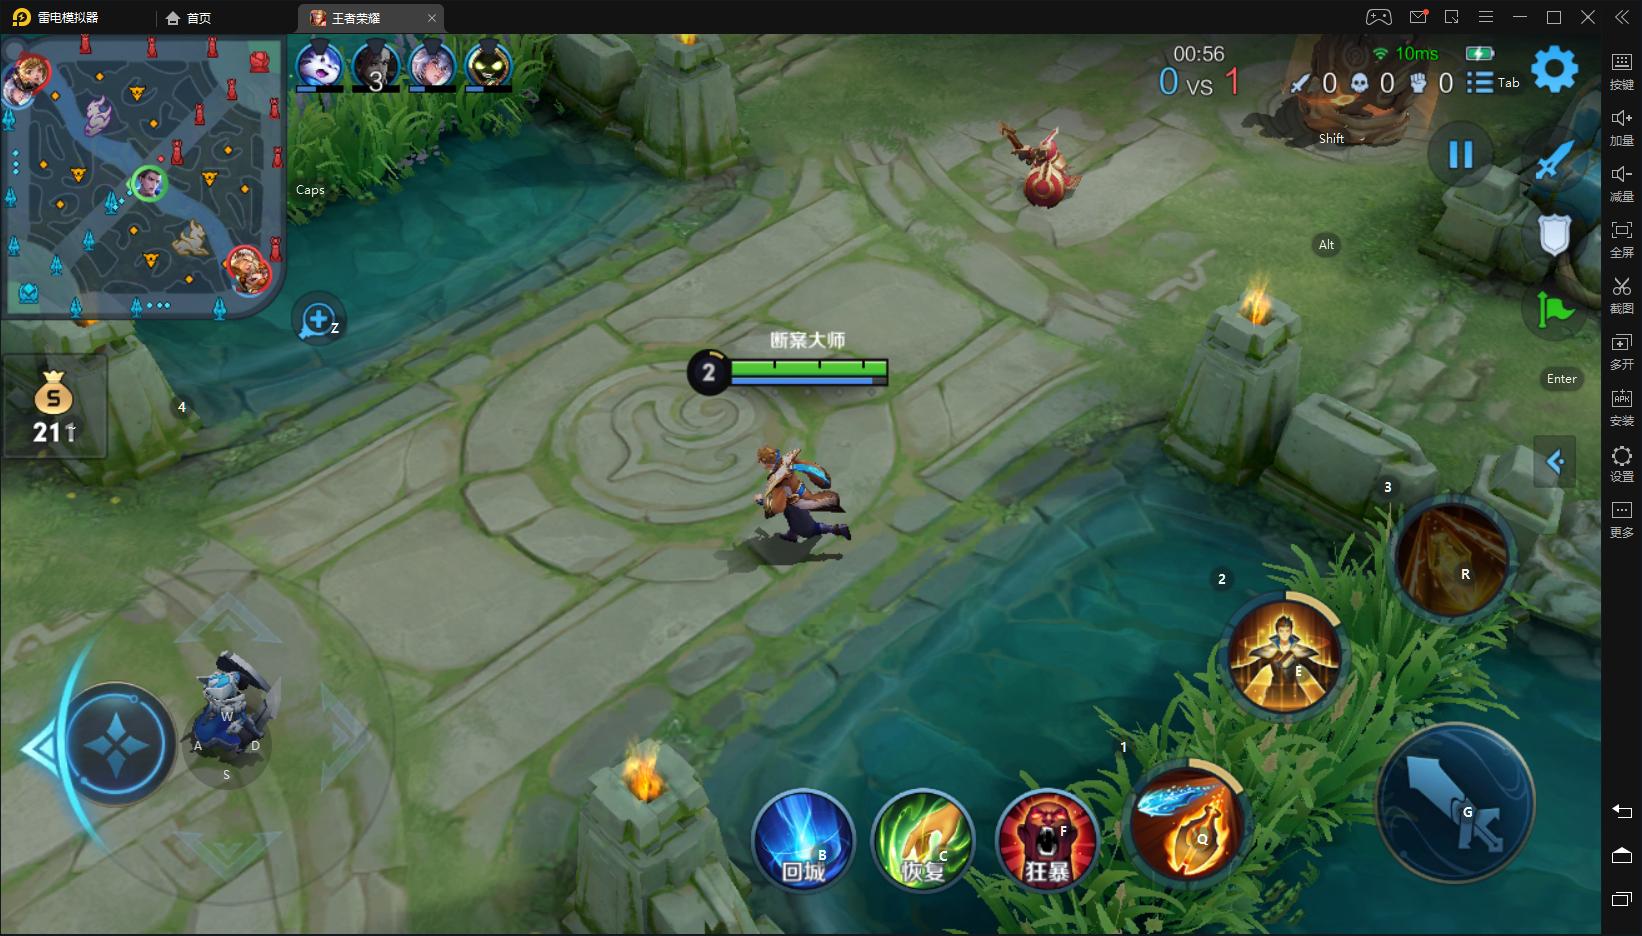 雷电模拟器
首页
王者荣耀
3
00:56
10ms
0 VS 1
0 0 0
Tab
Shift
Caps
Alt
Z
Enter
S
4
断案大师
2
3
R
2
E
W
A D
S
1
G
Q
B
回城
C
恢复
F
狂暴
按键
加量
减量
全屏
截图
多开
APK
安装
设置
更多